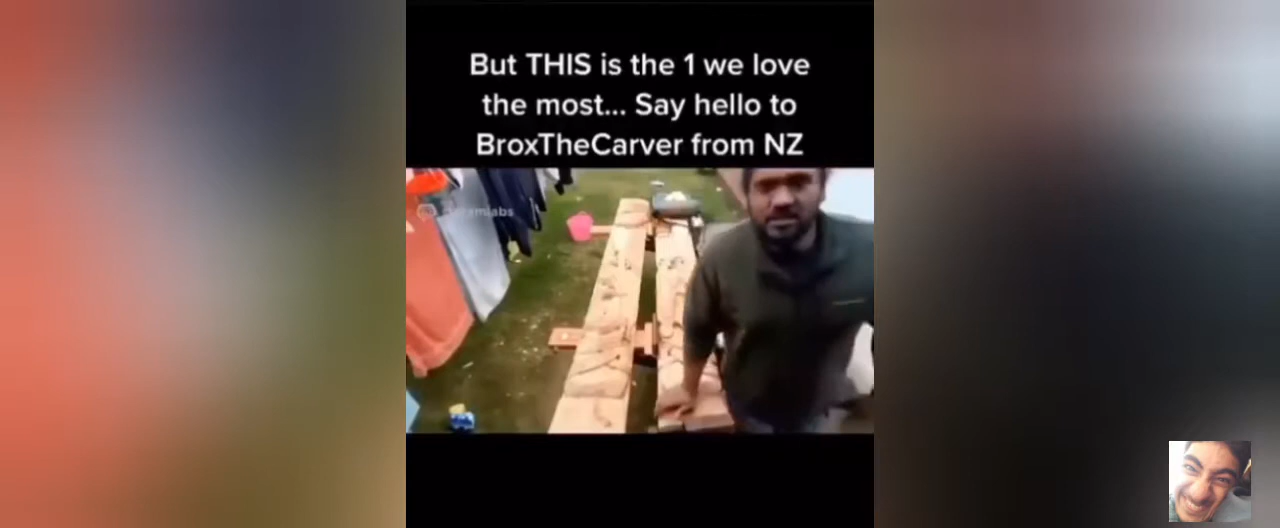 But THIS is the 1 we love
the most... Say hello to
BroxTheCarver from NZ